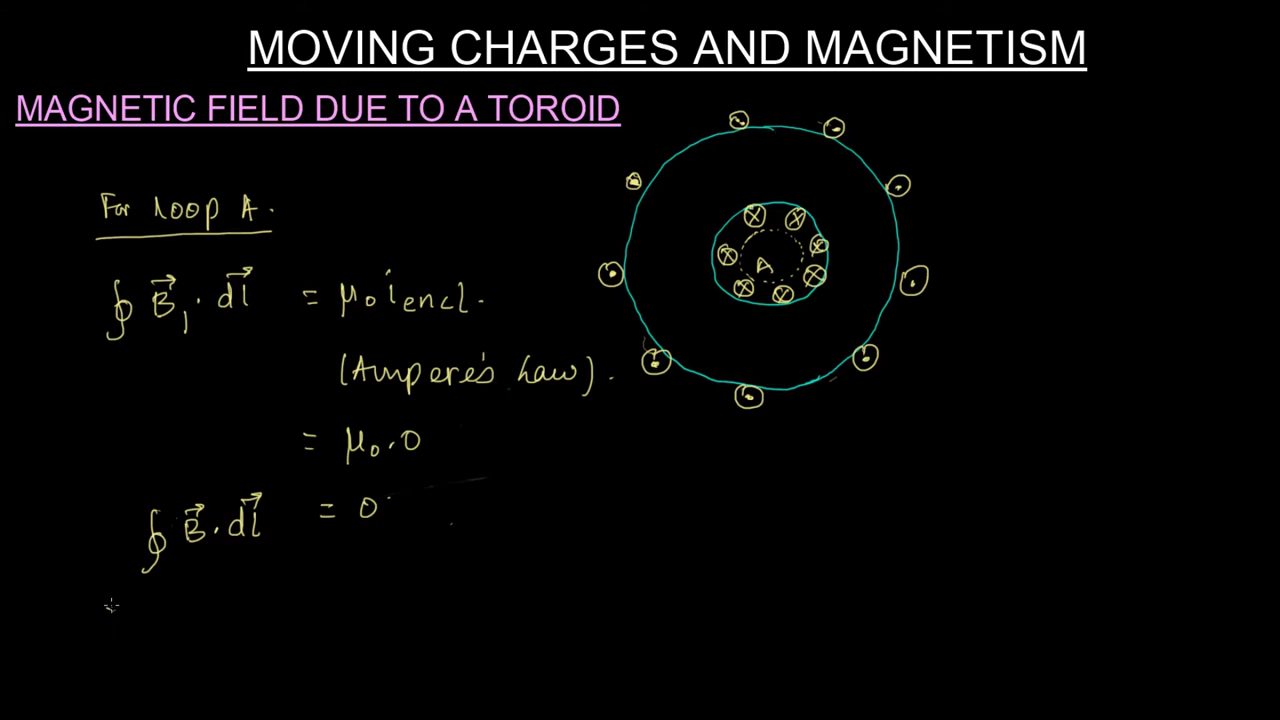 MOVING CHARGES AND MAGNETISM
MAGNETIC FIELD DUE TO A TOROID
For loop A.
∮ B⃗₁ . dl⃗ = μ₀ iencl.
(Ampere's Law).
= μ₀ . 0
∮ B⃗ . dl⃗ = 0
A